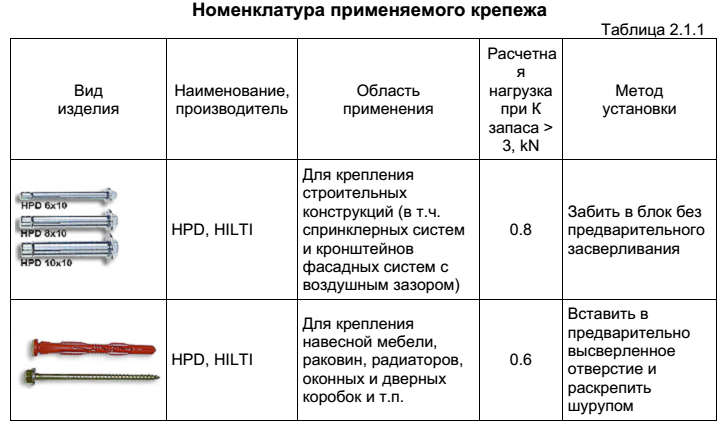 Номенклатура применяемого крепежа
Таблица 2.1.1
Вид
изделия
Наименование,
производитель
Область
применения
Расчетна
я
нагрузка
при К
запаса >
3, kN
Метод
установки
HPD 6x10
HPD 8x10
HPD 10x10
HPD, HILTI
Для крепления
строительных
конструкций (в т.ч.
спринклерных систем
и кронштейнов
фасадных систем с
воздушным зазором)
0.8
Забить в блок без
предварительного
засверливания
HPD, HILTI
Для крепления
навесной мебели,
раковин, радиаторов,
оконных и дверных
коробок и т.п.
0.6
Вставить в
предварительно
высверленное
отверстие и
раскрепить
шурупом